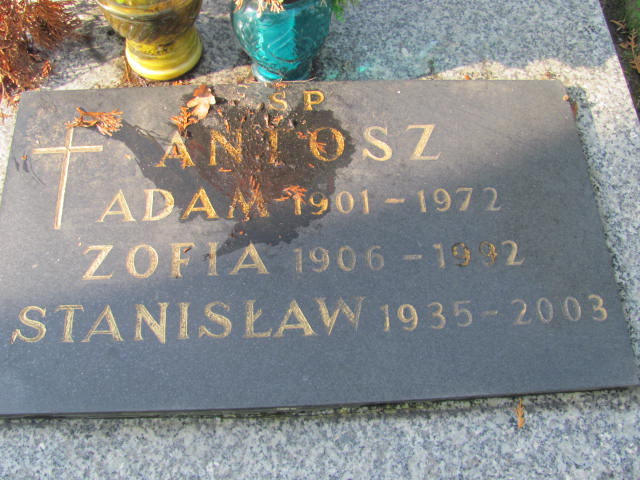 ŚP
ANTOSZ
ADAM 1901-1972
ZOFIA 1906-1992
STANISŁAW 1935-2003